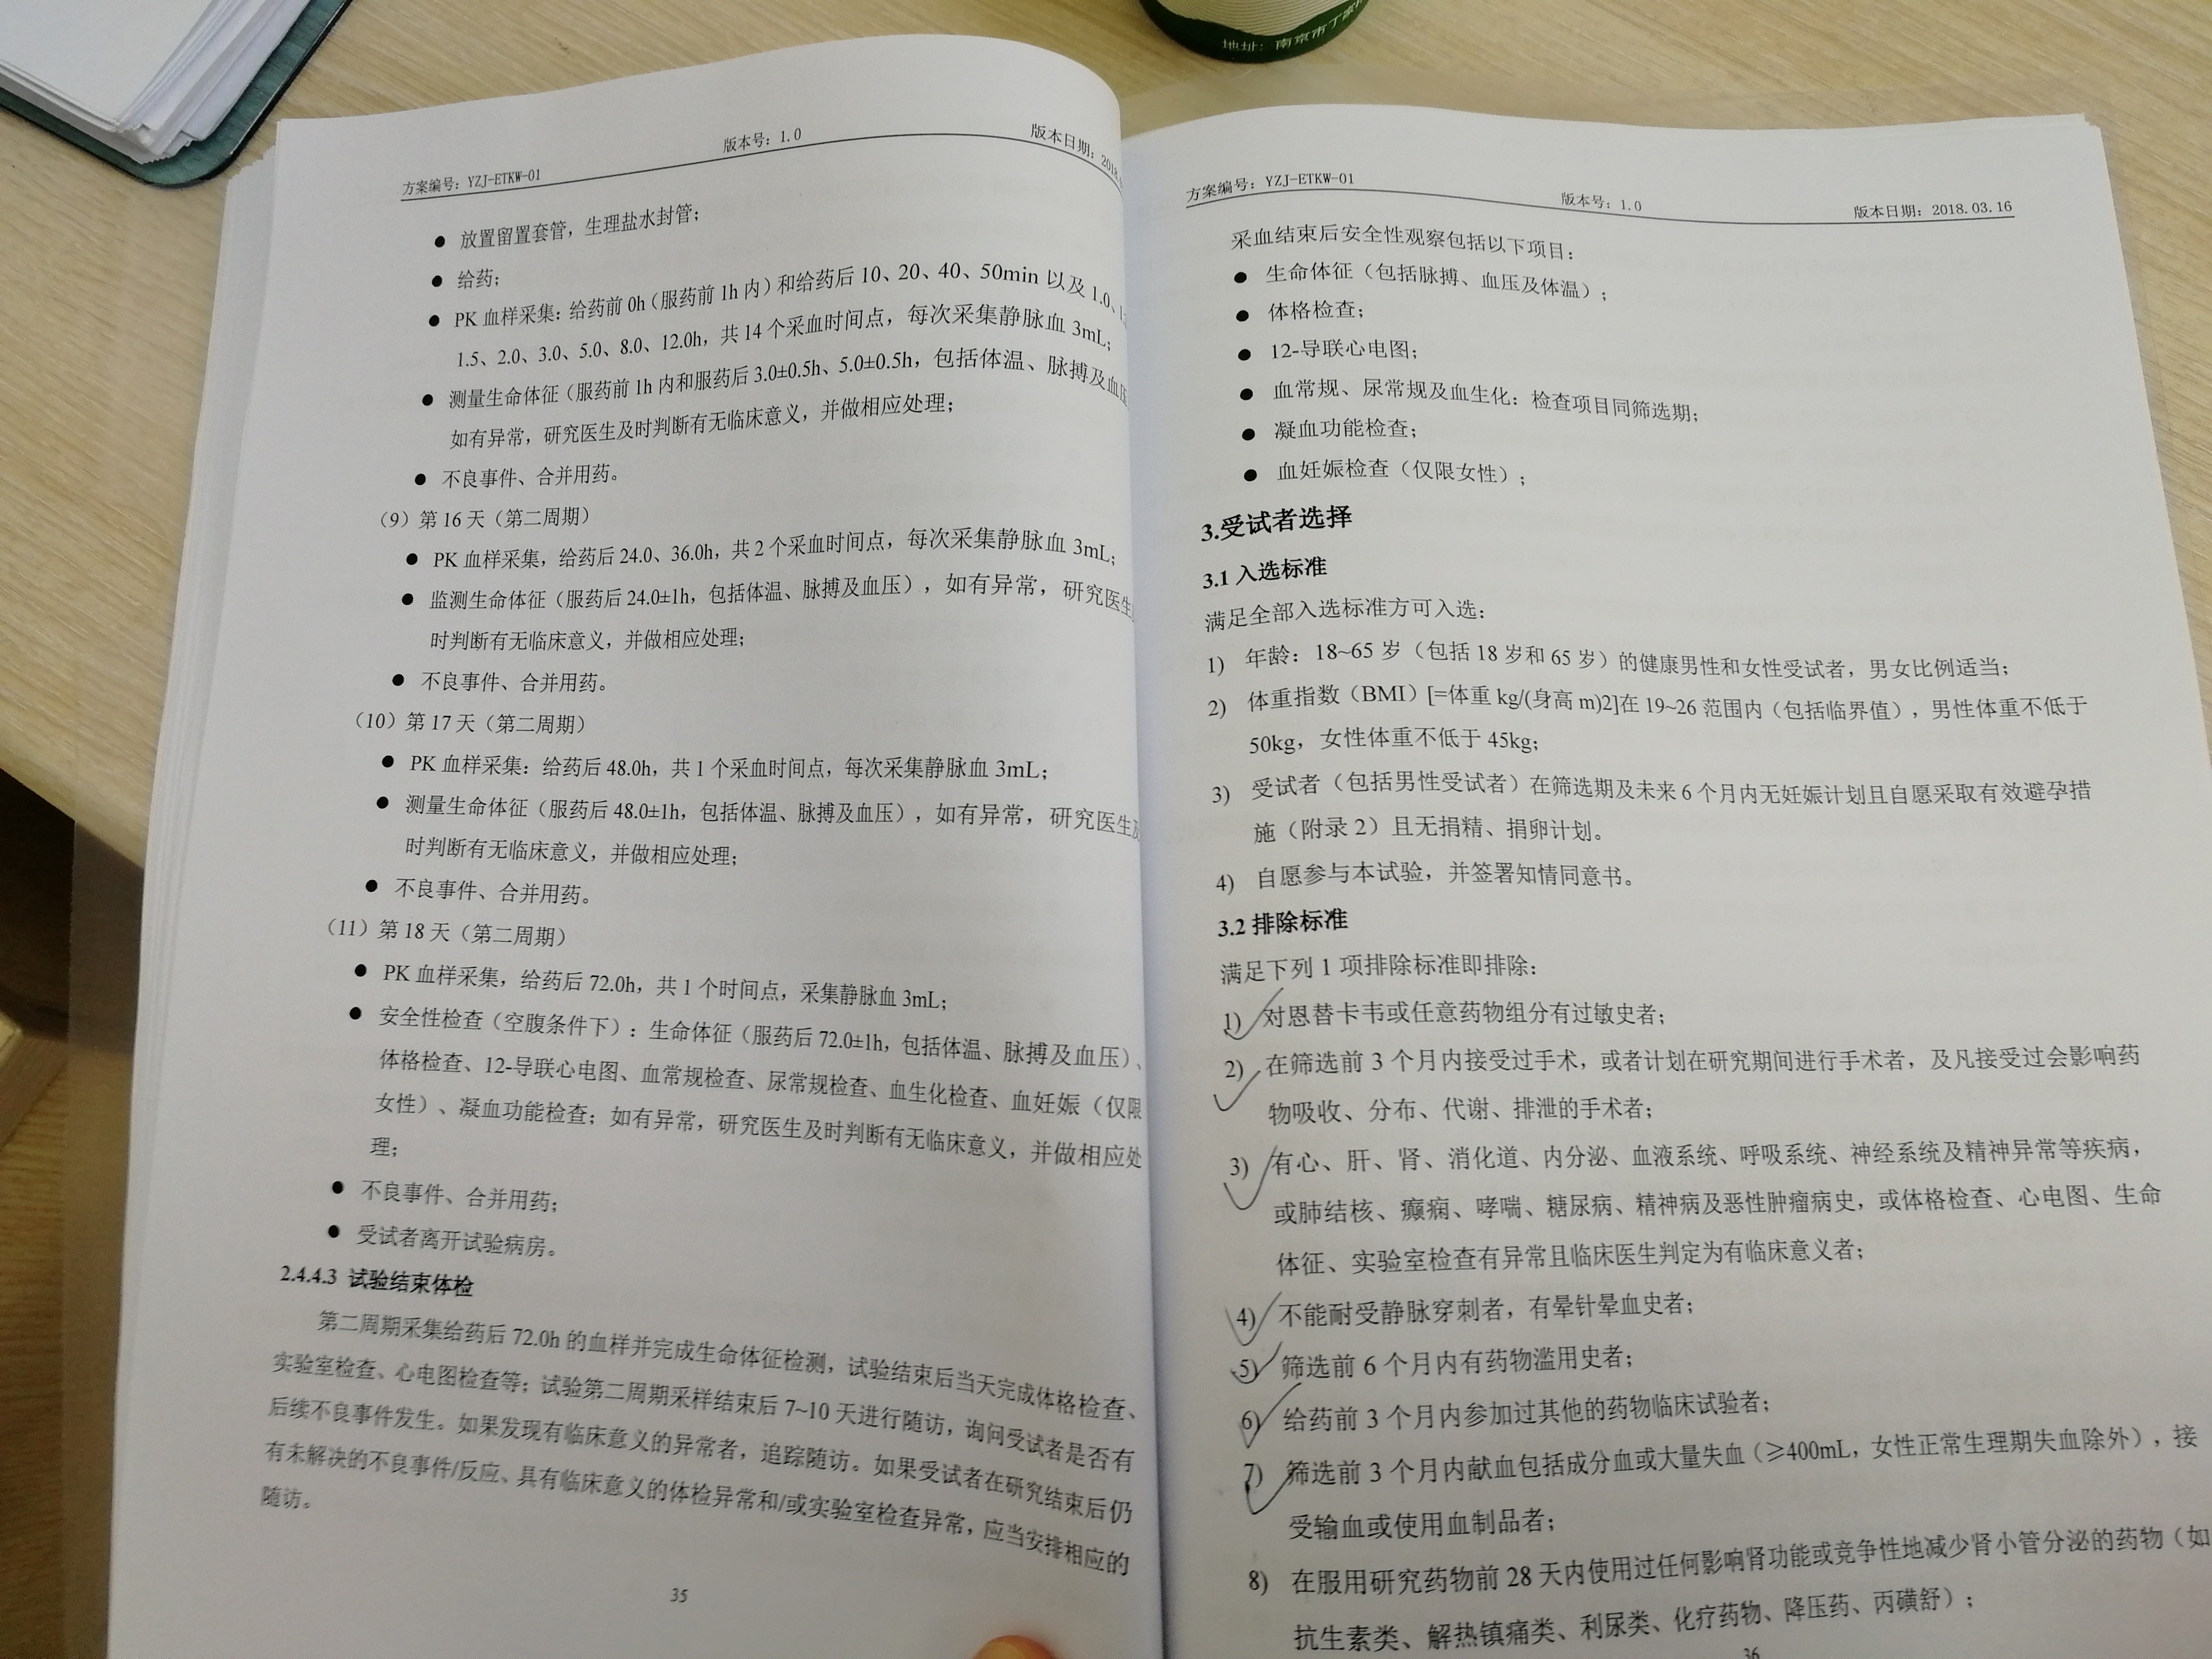 地址：南京市丁家
方案编号：YZJ-ETKW-01 版本号：1.0 版本日期：2018.
● 放置留置套管，生理盐水封管；
● 给药；
● PK 血样采集：给药前 0h（服药前 1h 内）和给药后 10、20、40、50min 以及 1.0、
1.5、2.0、3.0、5.0、8.0、12.0h，共 14 个采血时间点，每次采集静脉血 3mL；
● 测量生命体征（服药前 1h 内和服药后 3.0±0.5h、5.0±0.5h，包括体温、脉搏及血压
如有异常，研究医生及时判断有无临床意义，并做相应处理；
● 不良事件、合并用药。
（9）第 16 天（第二周期）
● PK 血样采集，给药后 24.0、36.0h，共 2 个采血时间点，每次采集静脉血 3mL；
● 监测生命体征（服药后 24.0±1h，包括体温、脉搏及血压），如有异常，研究医生
时判断有无临床意义，并做相应处理；
● 不良事件、合并用药。
（10）第 17 天（第二周期）
● PK 血样采集：给药后 48.0h，共 1 个采血时间点，每次采集静脉血 3mL；
● 测量生命体征（服药后 48.0±1h，包括体温、脉搏及血压），如有异常，研究医生及
时判断有无临床意义，并做相应处理；
● 不良事件、合并用药。
（11）第 18 天（第二周期）
● PK 血样采集，给药后 72.0h，共 1 个时间点，采集静脉血 3mL；
● 安全性检查（空腹条件下）：生命体征（服药后 72.0±1h，包括体温、脉搏及血压）、
体格检查、12-导联心电图、血常规检查、尿常规检查、血生化检查、血妊娠（仅限
女性）、凝血功能检查；如有异常，研究医生及时判断有无临床意义，并做相应处
理；
● 不良事件、合并用药；
● 受试者离开试验病房。
2.4.4.3 试验结束体检
第二周期采集给药后 72.0h 的血样并完成生命体征检测，试验结束后当天完成体格检查、
实验室检查、心电图检查等；试验第二周期采样结束后 7~10 天进行随访，询问受试者是否有
后续不良事件发生。如果发现有临床意义的异常者，追踪随访。如果受试者在研究结束后仍
有未解决的不良事件/反应、具有临床意义的体检异常和/或实验室检查异常，应当安排相应的
随访。
35
方案编号：YZJ-ETKW-01 版本号：1.0 版本日期：2018.03.16
采血结束后安全性观察包括以下项目：
● 生命体征（包括脉搏、血压及体温）；
● 体格检查；
● 12-导联心电图；
● 血常规、尿常规及血生化：检查项目同筛选期；
● 凝血功能检查；
● 血妊娠检查（仅限女性）；
3.受试者选择
3.1 入选标准
满足全部入选标准方可入选：
1) 年龄：18~65 岁（包括 18 岁和 65 岁）的健康男性和女性受试者，男女比例适当；
2) 体重指数（BMI）[=体重 kg/(身高 m)2]在 19~26 范围内（包括临界值），男性体重不低于
50kg，女性体重不低于 45kg；
3) 受试者（包括男性受试者）在筛选期及未来 6 个月内无妊娠计划且自愿采取有效避孕措
施（附录 2）且无捐精、捐卵计划。
4) 自愿参与本试验，并签署知情同意书。
3.2 排除标准
满足下列 1 项排除标准即排除：
1) 对恩替卡韦或任意药物组分有过敏史者；
2) 在筛选前 3 个月内接受过手术，或者计划在研究期间进行手术者，及凡接受过会影响药
物吸收、分布、代谢、排泄的手术者；
3) 有心、肝、肾、消化道、内分泌、血液系统、呼吸系统、神经系统及精神异常等疾病，
或肺结核、癫痫、哮喘、糖尿病、精神病及恶性肿瘤病史，或体格检查、心电图、生命
体征、实验室检查有异常且临床医生判定为有临床意义者；
4) 不能耐受静脉穿刺者，有晕针晕血史者；
5) 筛选前 6 个月内有药物滥用史者；
6) 给药前 3 个月内参加过其他的药物临床试验者；
7) 筛选前 3 个月内献血包括成分血或大量失血（≥400mL，女性正常生理期失血除外），接
受输血或使用血制品者；
8) 在服用研究药物前 28 天内使用过任何影响肾功能或竞争性地减少肾小管分泌的药物（如
抗生素类、解热镇痛类、利尿类、化疗药物、降压药、丙磺舒）；
36